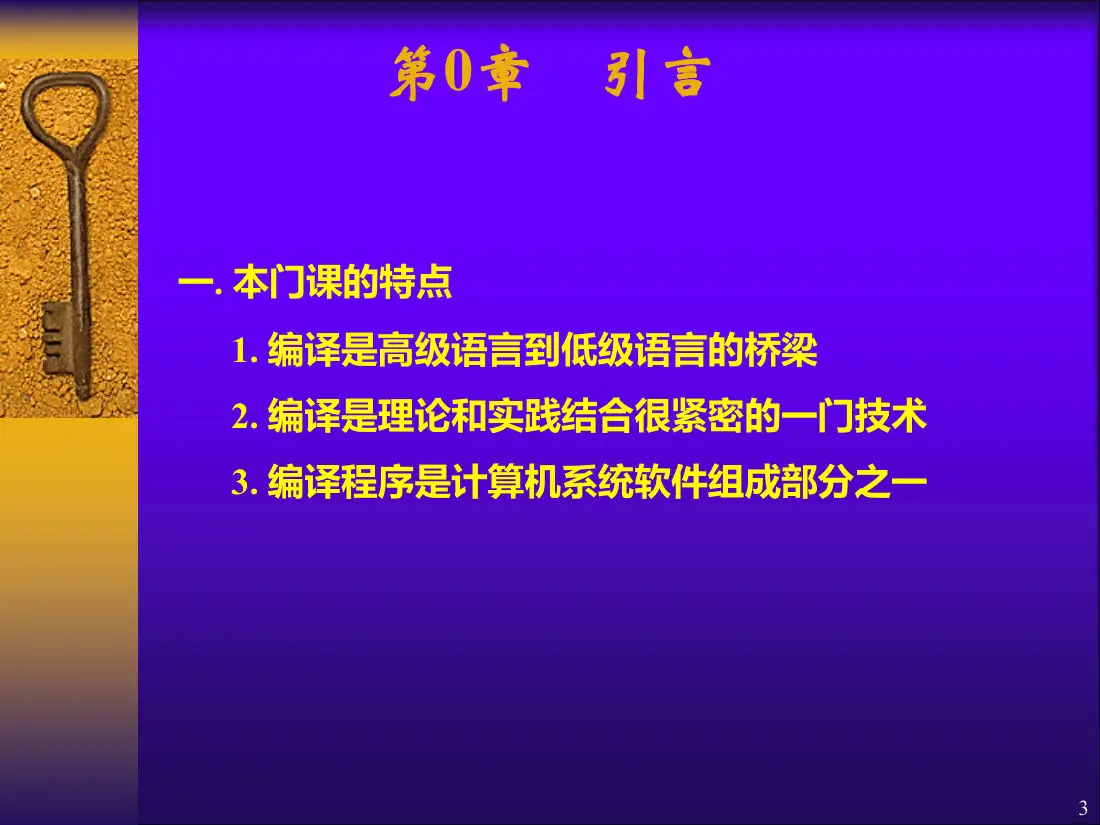 第0章 引言
一. 本门课的特点
1. 编译是高级语言到低级语言的桥梁
2. 编译是理论和实践结合很紧密的一门技术
3. 编译程序是计算机系统软件组成部分之一
3